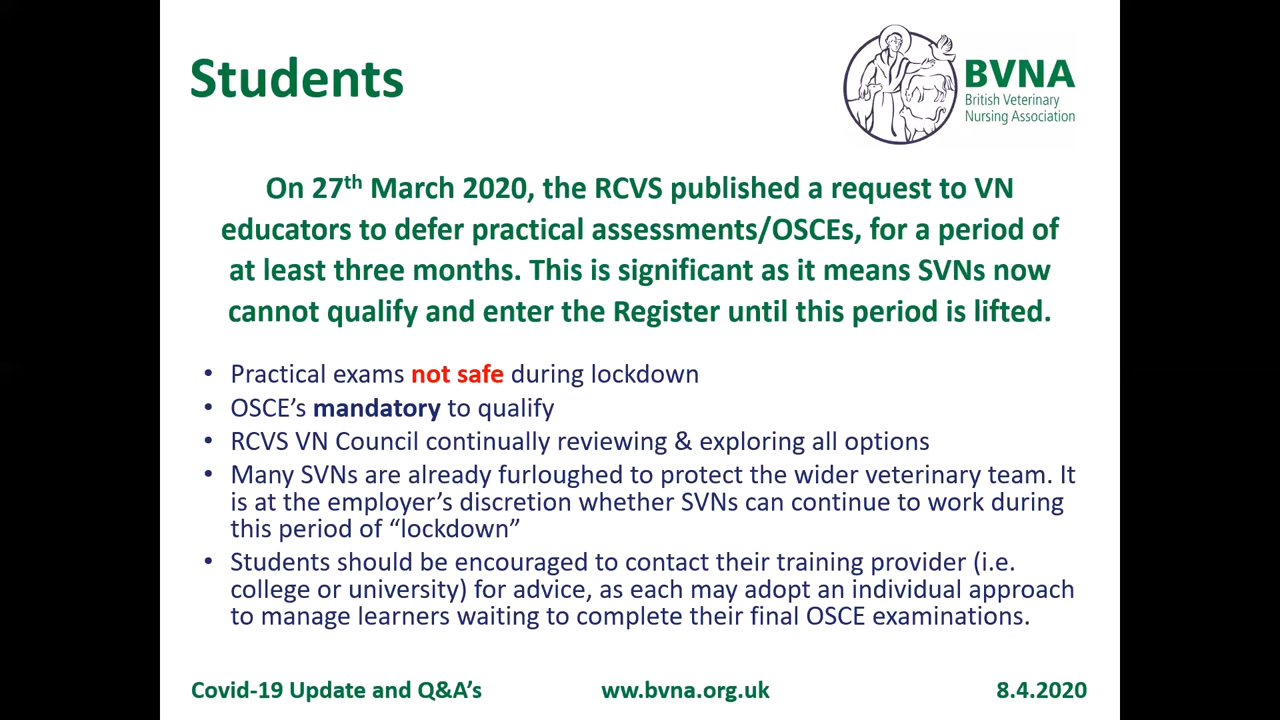 Students
BVNA
British Veterinary
Nursing Association
On 27th March 2020, the RCVS published a request to VN
educators to defer practical assessments/OSCEs, for a period of
at least three months. This is significant as it means SVNs now
cannot qualify and enter the Register until this period is lifted.
• Practical exams not safe during lockdown
• OSCE’s mandatory to qualify
• RCVS VN Council continually reviewing & exploring all options
• Many SVNs are already furloughed to protect the wider veterinary team. It
is at the employer’s discretion whether SVNs can continue to work during
this period of “lockdown”
• Students should be encouraged to contact their training provider (i.e.
college or university) for advice, as each may adopt an individual approach
to manage learners waiting to complete their final OSCE examinations.
Covid-19 Update and Q&A’s
ww.bvna.org.uk
8.4.2020